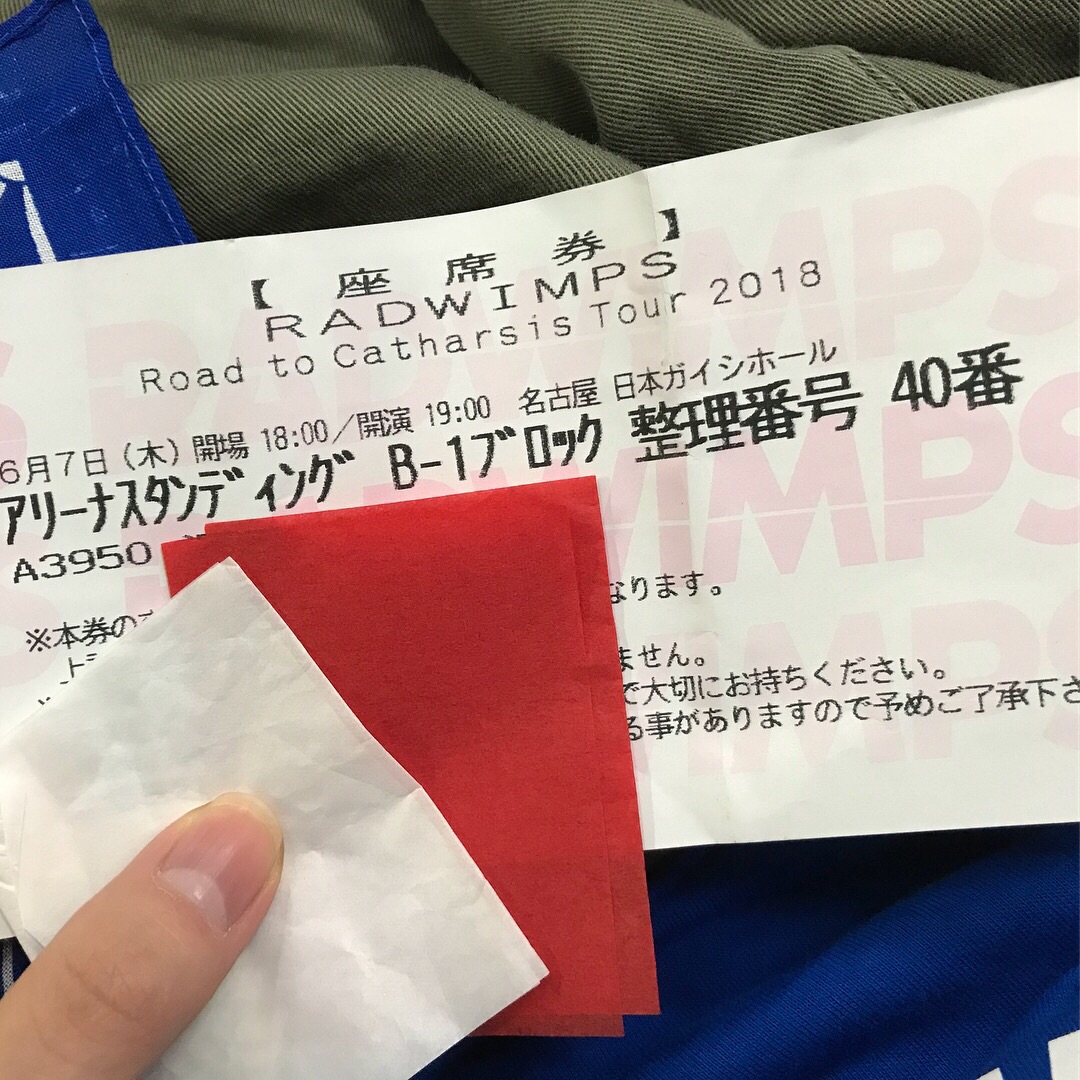 【座席券】
RADWIMPS
Road to Catharsis Tour 2018
6月7日(木)開場 18:00/開演 19:00 名古屋 日本ガイシホール
アリーナスタンディング B-1ブロック 整理番号 40番
A3950
※本券の なります。
ません。
で大切にお持ちください。
る事がありますので予めご了承下さ
RADWIMPS
RADWIMPS